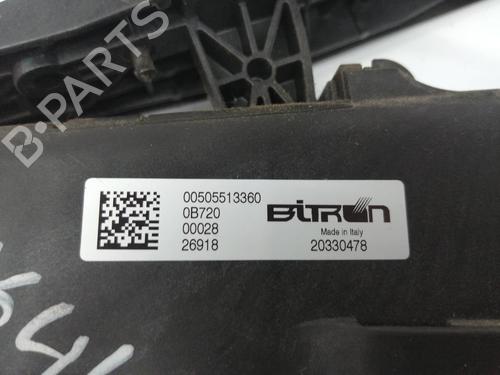 B-PARTS
00505513360
0B720
00028
26918
BITRON
Made in Italy
20330478